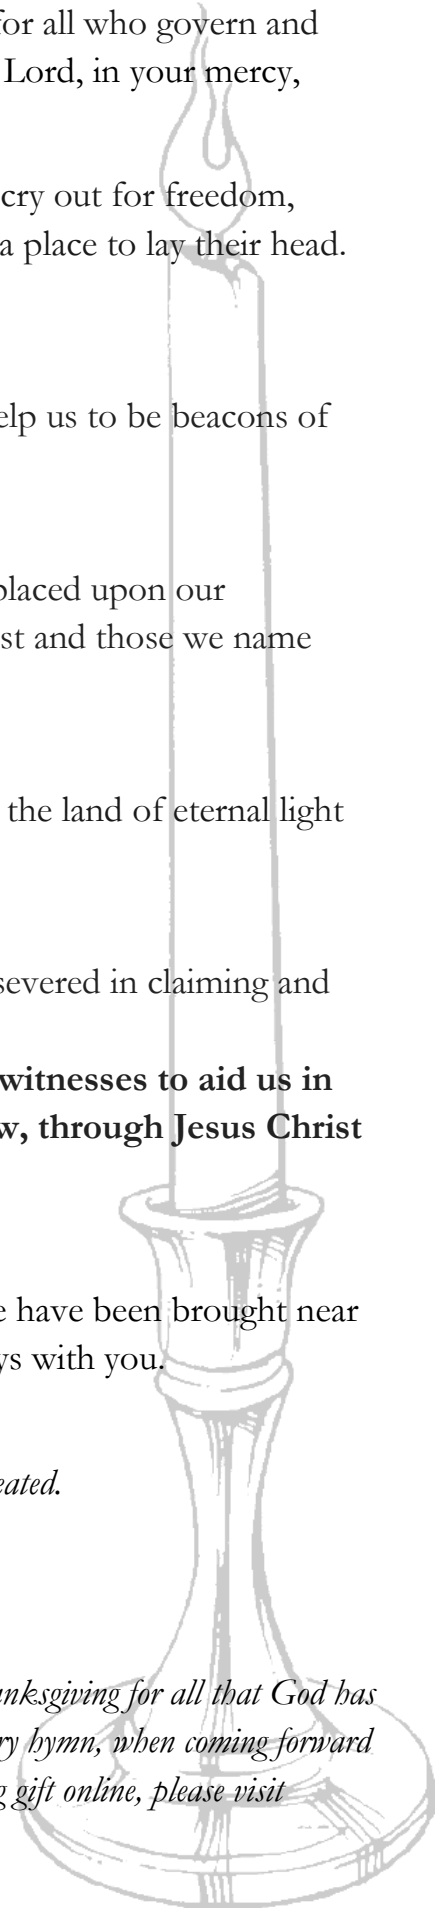 for all who govern and
Lord, in your mercy,
cry out for freedom,
a place to lay their head.
elp us to be beacons of
placed upon our
st and those we name
the land of eternal light
severed in claiming and
witnesses to aid us in
w, through Jesus Christ
e have been brought near
ys with you.
eated.
anksgiving for all that God has
ry hymn, when coming forward
g gift online, please visit